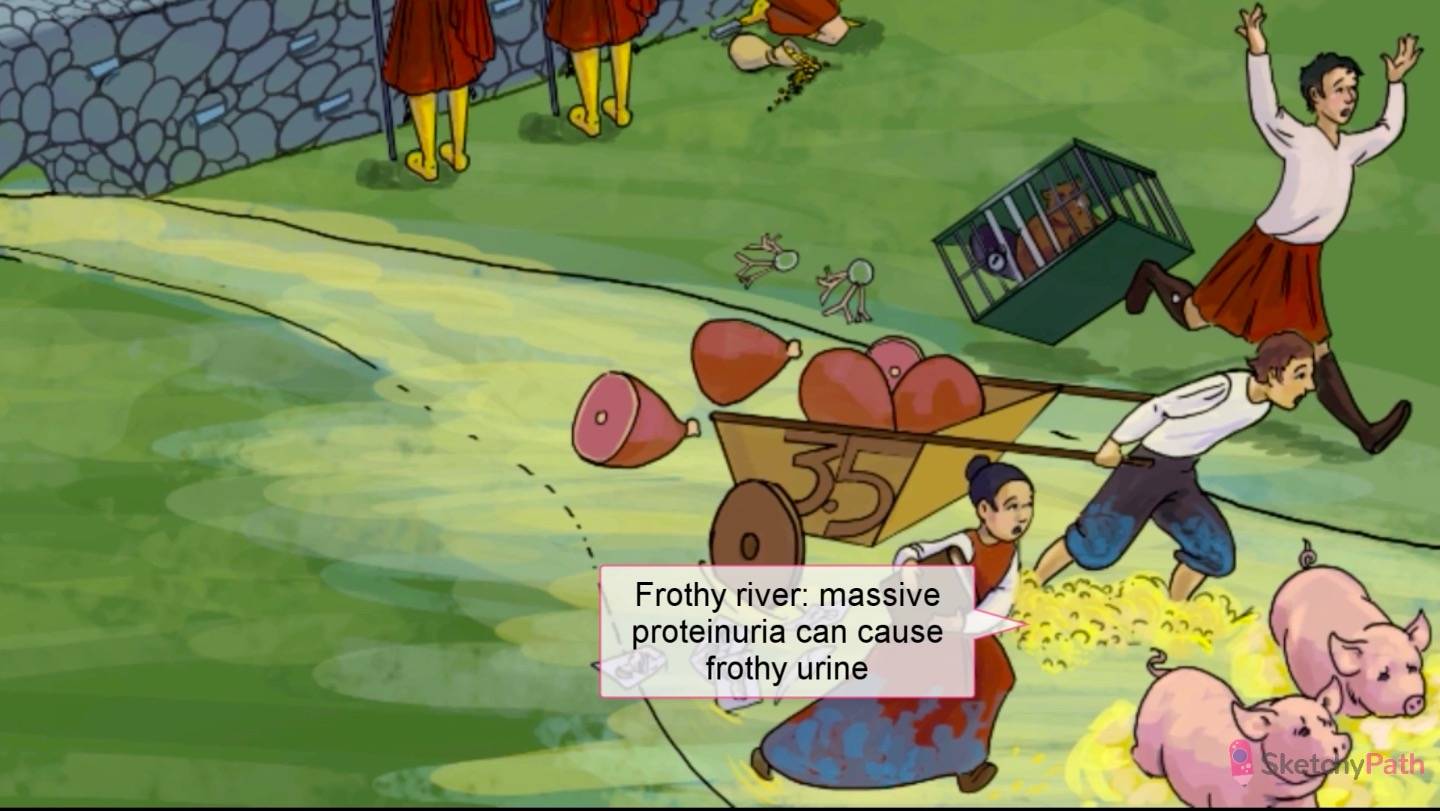 3.5
Frothy river: massive
proteinuria can cause
frothy urine
SketchyPath